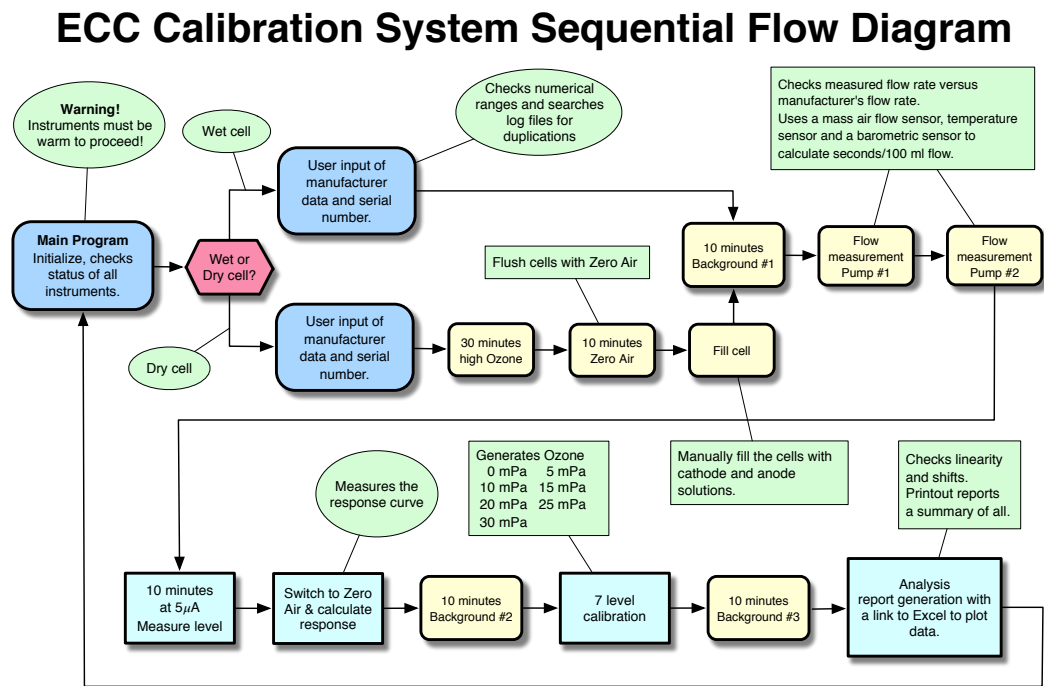 ECC Calibration System Sequential Flow Diagram
Warning!
Instruments must be
warm to proceed!
Wet cell
Checks numerical
ranges and searches
log files for
duplications
Checks measured flow rate versus
manufacturer's flow rate.
Uses a mass air flow sensor, temperature
sensor and a barometric sensor to
calculate seconds/100 ml flow.
User input of
manufacturer
data and serial
number.
Main Program
Initialize, checks
status of all
instruments.
Wet or
Dry cell?
Flush cells with Zero Air
10 minutes
Background #1
Flow
measurement
Pump #1
Flow
measurement
Pump #2
Dry cell
User input of
manufacturer
data and serial
number.
30 minutes
high Ozone
10 minutes
Zero Air
Fill cell
Measures the
response curve
Generates Ozone
0 mPa 5 mPa
10 mPa 15 mPa
20 mPa 25 mPa
30 mPa
Manually fill the cells with
cathode and anode
solutions.
Checks linearity
and shifts.
Printout reports
a summary of all.
10 minutes
at 5µA
Measure level
Switch to Zero
Air & calculate
response
10 minutes
Background #2
7 level
calibration
10 minutes
Background #3
Analysis
report generation with
a link to Excel to plot
data.